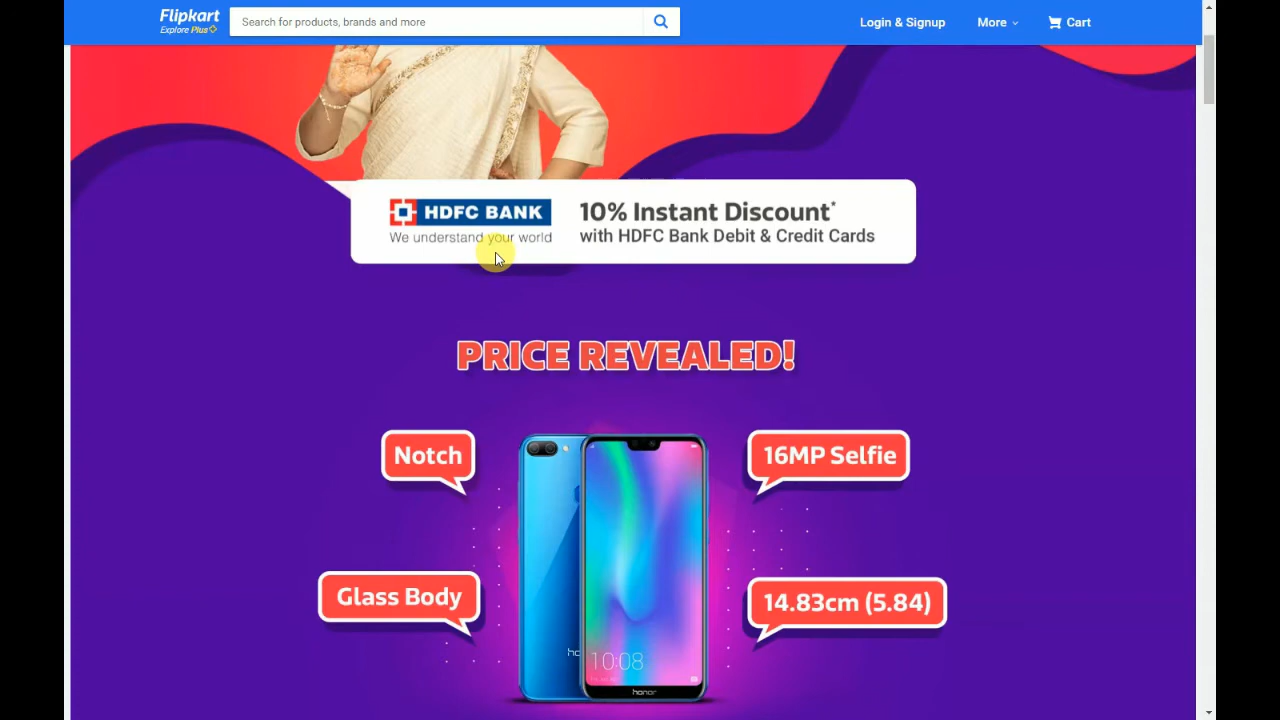 Flipkart
Explore Plus
Search for products, brands and more
Login & Signup
More
Cart
HDFC BANK
We understand your world
10% Instant Discount*
with HDFC Bank Debit & Credit Cards
PRICE REVEALED!
Notch
16MP Selfie
Glass Body
14.83cm (5.84)
ho
10:08
honor